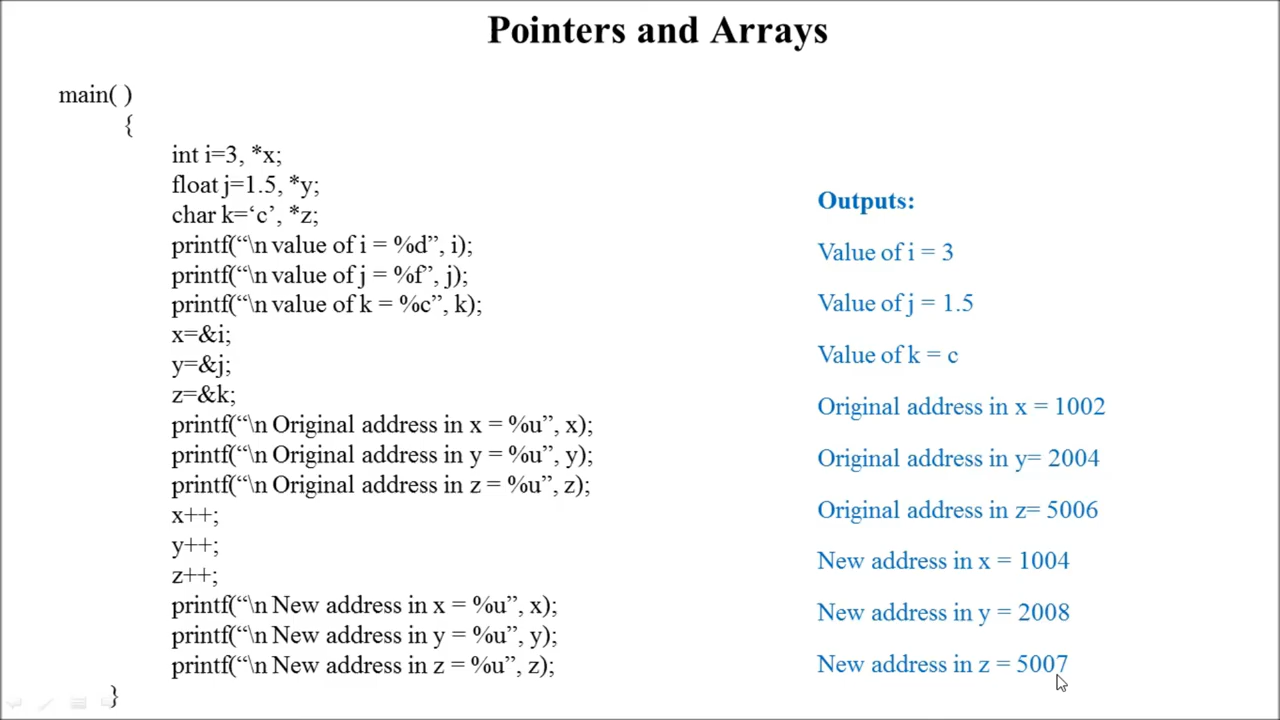 Pointers and Arrays
main( )
{
int i=3, *x;
float j=1.5, *y;
char k=‘c’, *z;
printf(“\n value of i = %d”, i);
printf(“\n value of j = %f”, j);
printf(“\n value of k = %c”, k);
x=&i;
y=&j;
z=&k;
printf(“\n Original address in x = %u”, x);
printf(“\n Original address in y = %u”, y);
printf(“\n Original address in z = %u”, z);
x++;
y++;
z++;
printf(“\n New address in x = %u”, x);
printf(“\n New address in y = %u”, y);
printf(“\n New address in z = %u”, z);
}
Outputs:
Value of i = 3
Value of j = 1.5
Value of k = c
Original address in x = 1002
Original address in y= 2004
Original address in z= 5006
New address in x = 1004
New address in y = 2008
New address in z = 5007